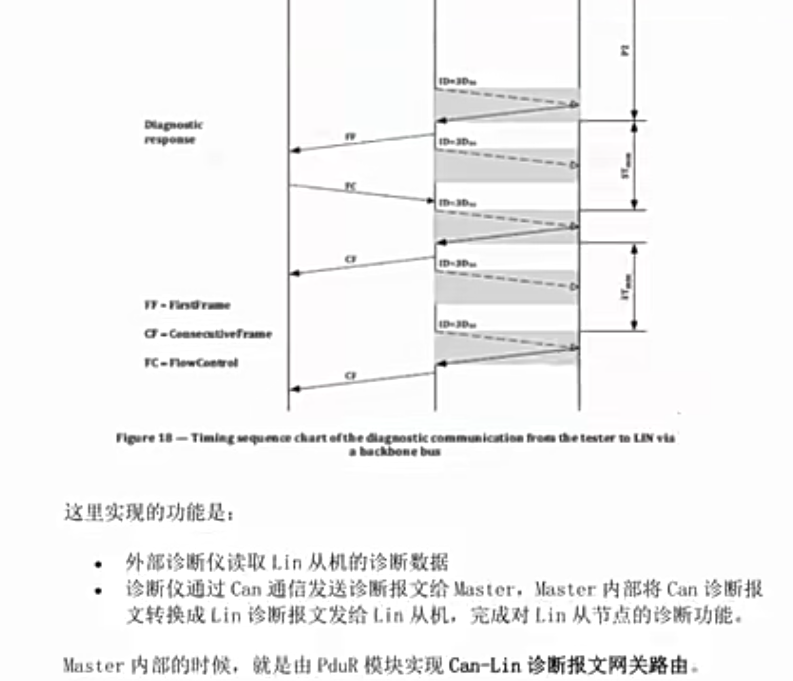 P2
ID=3D₁₆
Diagnostic
response
FF
ID=3D₁₆
STmin
FC
ID=3D₁₆
CF
ID=3D₁₆
STmin
FF – FirstFrame
CF – ConsecutiveFrame
ID=3D₁₆
FC – FlowControl
CF
Figure 18 — Timing sequence chart of the diagnostic communication from the tester to LIN via
a backbone bus
这里实现的功能是：
• 外部诊断仪读取 Lin 从机的诊断数据
• 诊断仪通过 Can 通信发送诊断报文给 Master，Master 内部将 Can 诊断报
文转换成 Lin 诊断报文发给 Lin 从机，完成对 Lin 从节点的诊断功能。
Master 内部的时候，就是由 PduR 模块实现 Can-Lin 诊断报文网关路由。